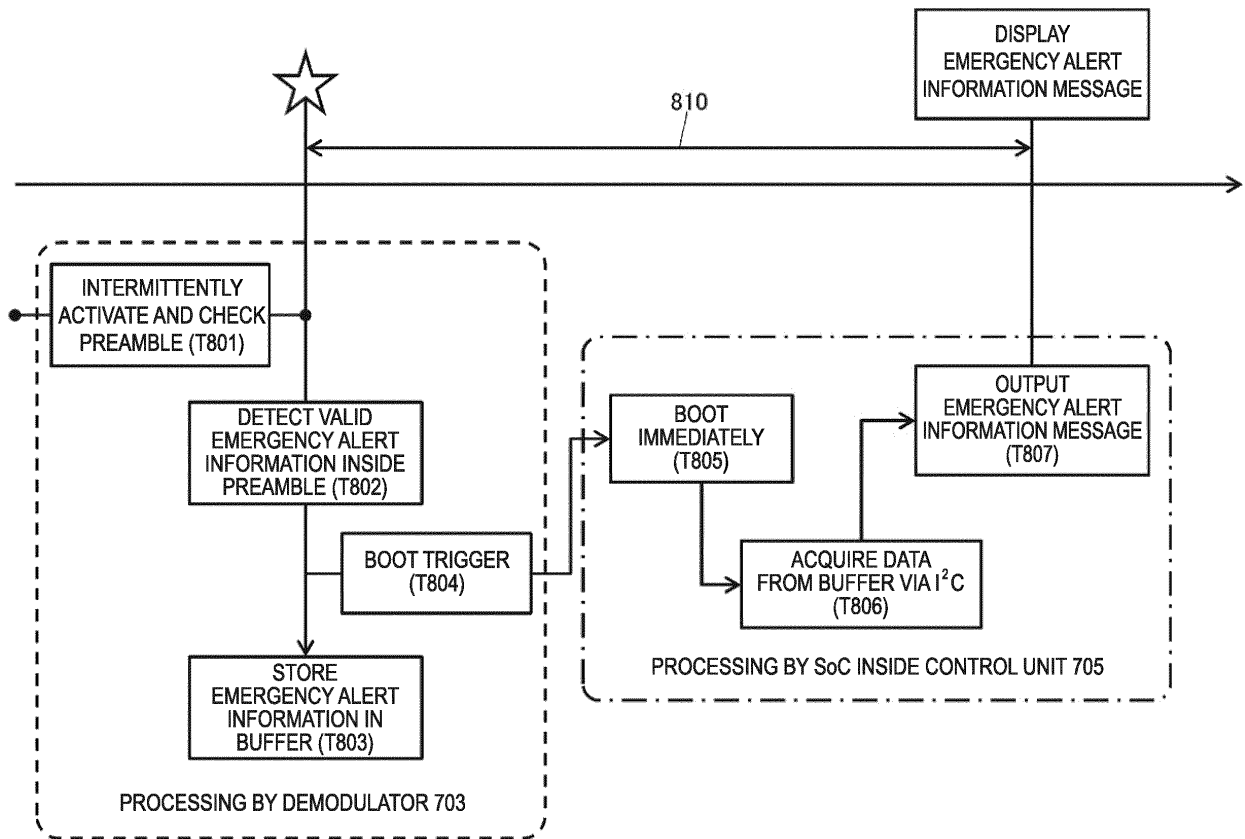 DISPLAY
EMERGENCY ALERT
INFORMATION MESSAGE
810
INTERMITTENTLY
ACTIVATE AND CHECK
PREAMBLE (T801)
DETECT VALID
EMERGENCY ALERT
INFORMATION INSIDE
PREAMBLE (T802)
BOOT TRIGGER
(T804)
STORE
EMERGENCY ALERT
INFORMATION IN
BUFFER (T803)
PROCESSING BY DEMODULATOR 703
BOOT
IMMEDIATELY
(T805)
ACQUIRE DATA
FROM BUFFER VIA I²C
(T806)
OUTPUT
EMERGENCY ALERT
INFORMATION MESSAGE
(T807)
PROCESSING BY SoC INSIDE CONTROL UNIT 705